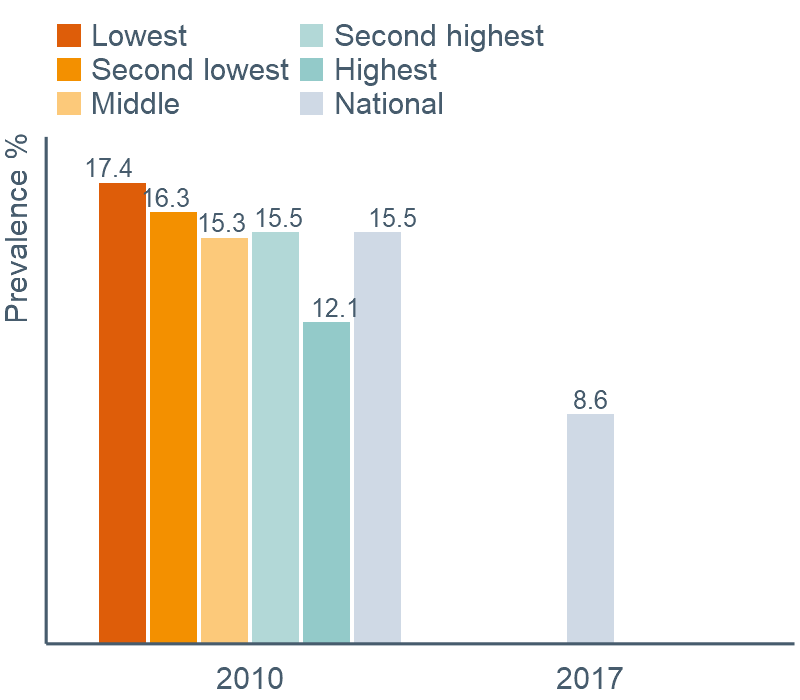 Lowest
Second lowest
Middle
Second highest
Highest
National
Prevalence %
17.4
16.3
15.3
15.5
12.1
15.5
8.6
2010
2017